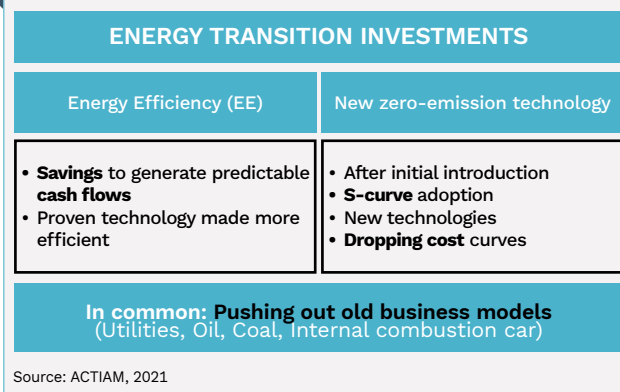 ENERGY TRANSITION INVESTMENTS
Energy Efficiency (EE)
New zero-emission technology
• Savings to generate predictable
cash flows
• Proven technology made more
efficient
• After initial introduction
• S-curve adoption
• New technologies
• Dropping cost curves
In common: Pushing out old business models
(Utilities, Oil, Coal, Internal combustion car)
Source: ACTIAM, 2021